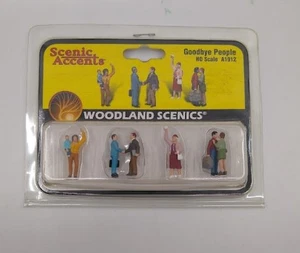 Scenic Accents®
Goodbye People
HO Scale A1912
WOODLAND SCENICS®